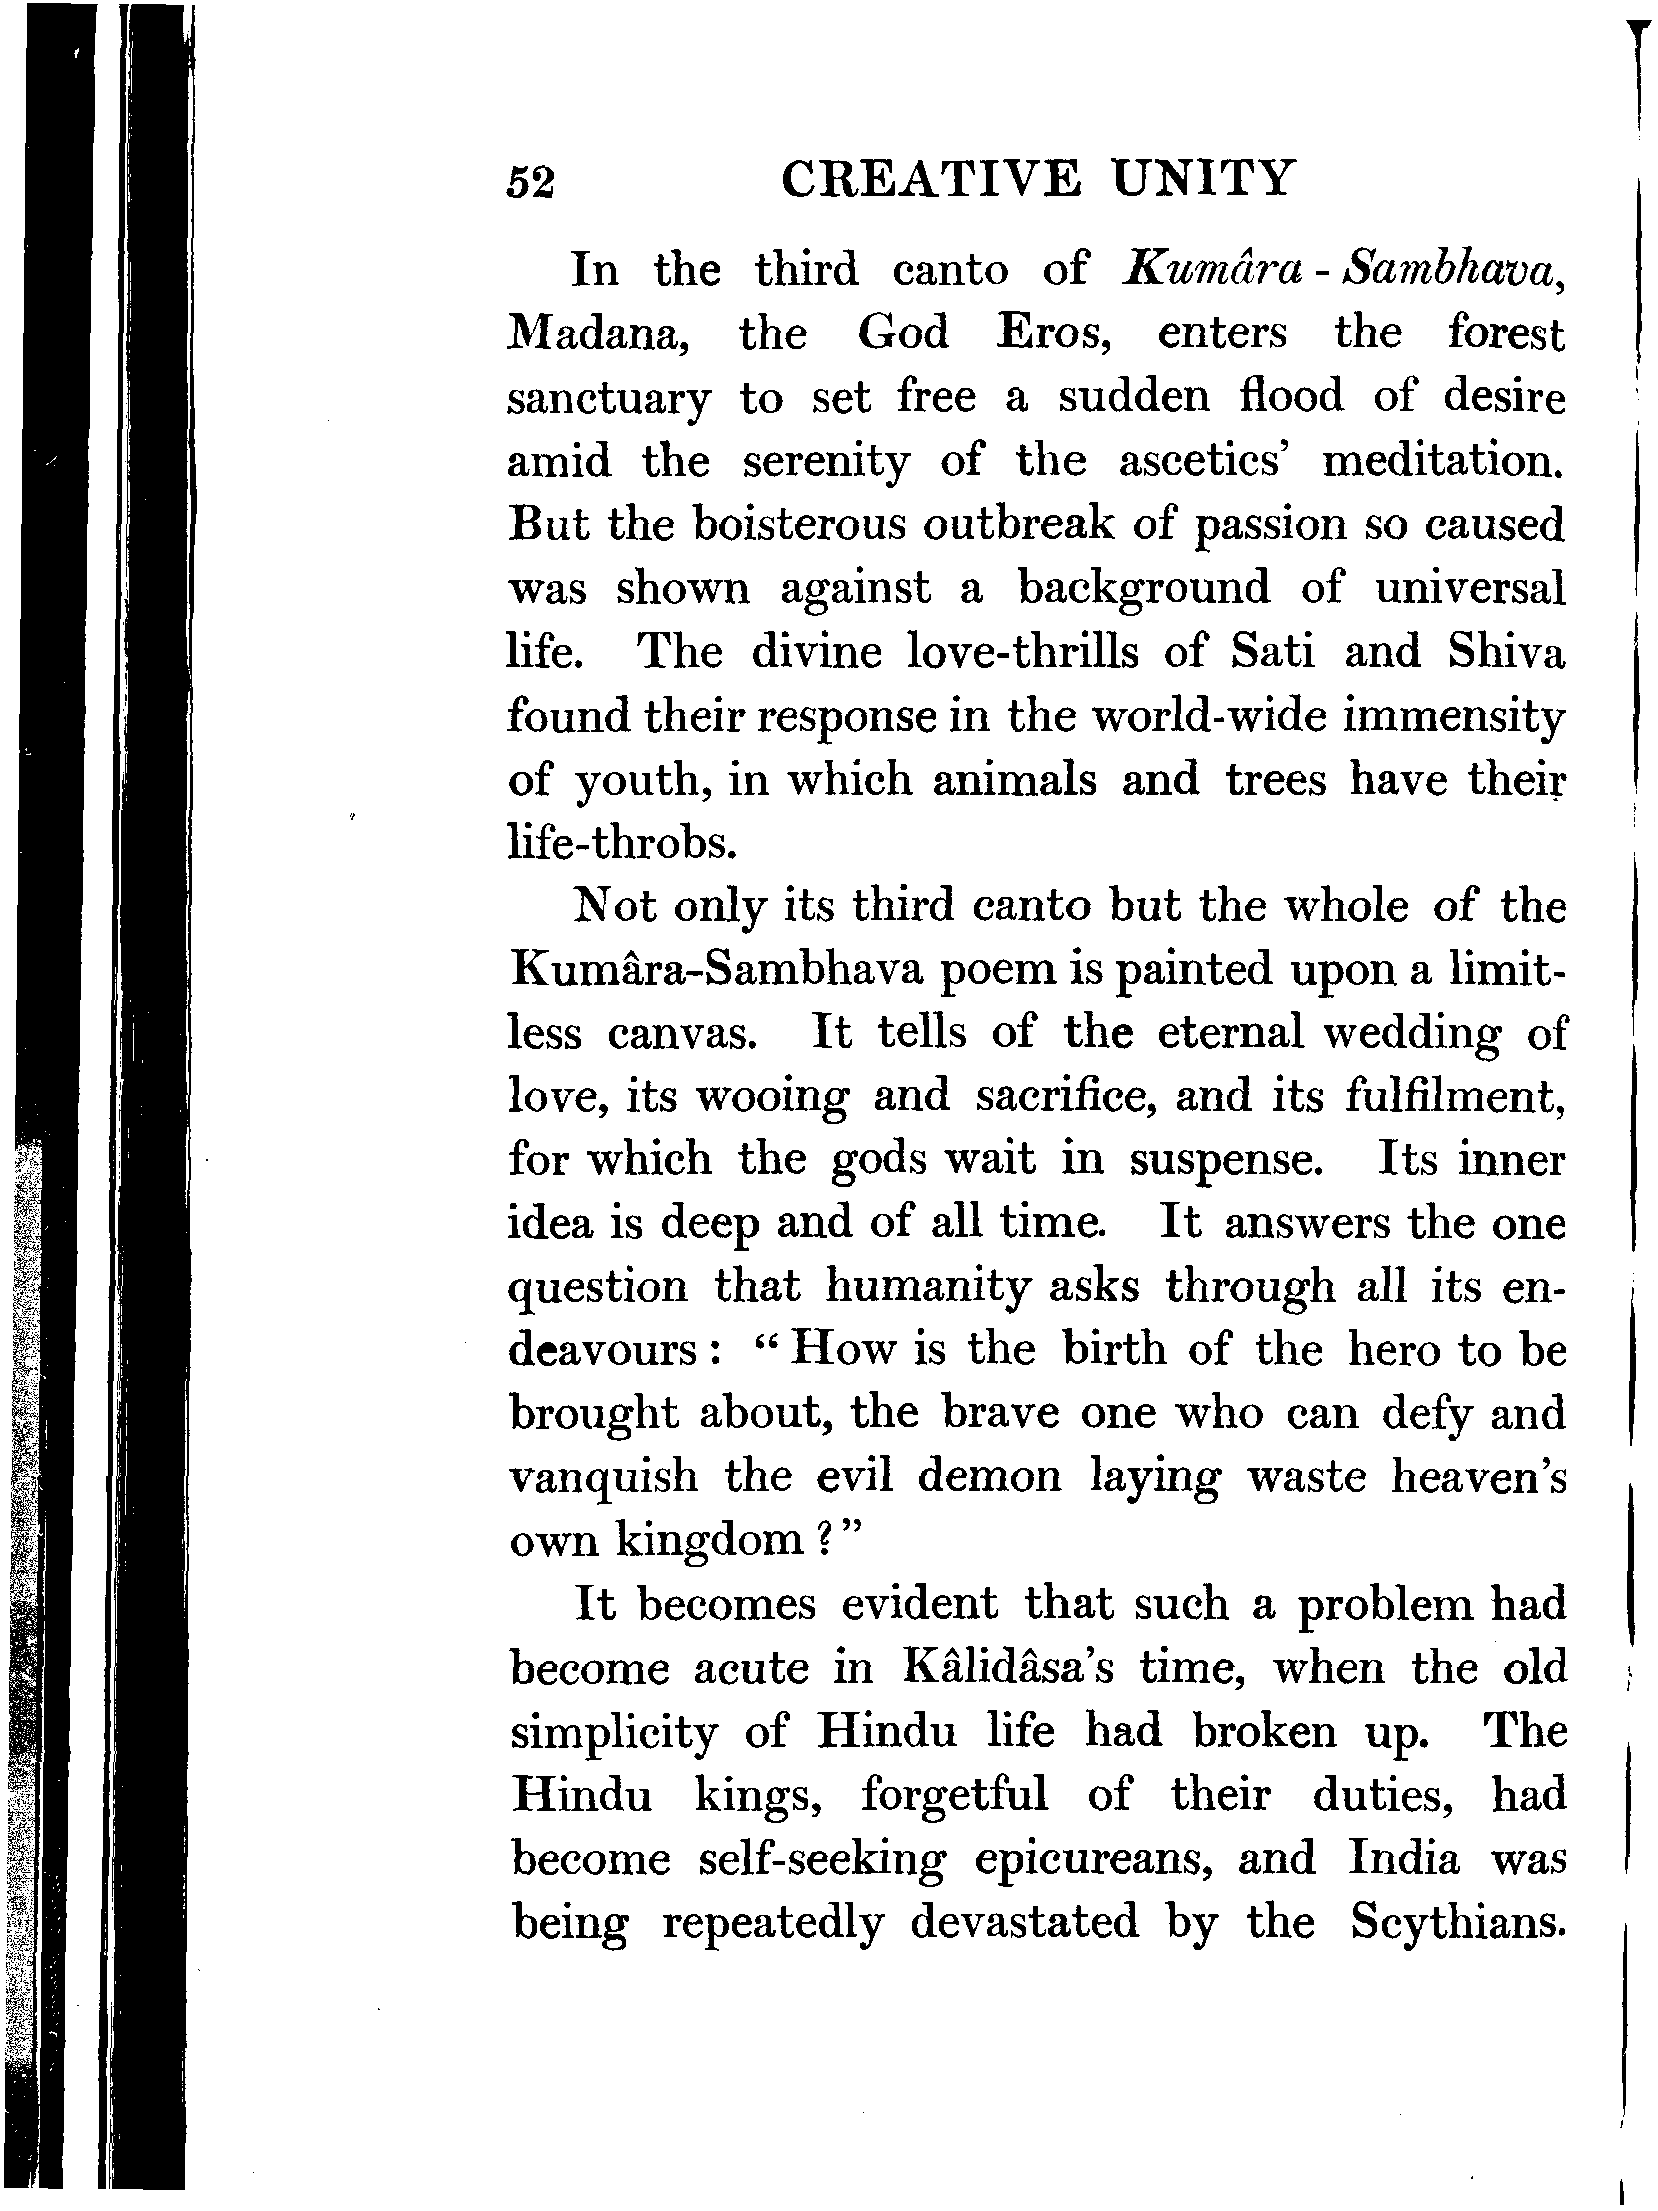 52 CREATIVE UNITY
In the third canto of Kumâra-Sambhava,
Madana, the God Eros, enters the forest
sanctuary to set free a sudden flood of desire
amid the serenity of the ascetics’ meditation.
But the boisterous outbreak of passion so caused
was shown against a background of universal
life. The divine love-thrills of Sati and Shiva
found their response in the world-wide immensity
of youth, in which animals and trees have their
life-throbs.
Not only its third canto but the whole of the
Kumâra-Sambhava poem is painted upon a limit-
less canvas. It tells of the eternal wedding of
love, its wooing and sacrifice, and its fulfilment,
for which the gods wait in suspense. Its inner
idea is deep and of all time. It answers the one
question that humanity asks through all its en-
deavours: “How is the birth of the hero to be
brought about, the brave one who can defy and
vanquish the evil demon laying waste heaven’s
own kingdom?”
It becomes evident that such a problem had
become acute in Kâlidâsa’s time, when the old
simplicity of Hindu life had broken up. The
Hindu kings, forgetful of their duties, had
become self-seeking epicureans, and India was
being repeatedly devastated by the Scythians.